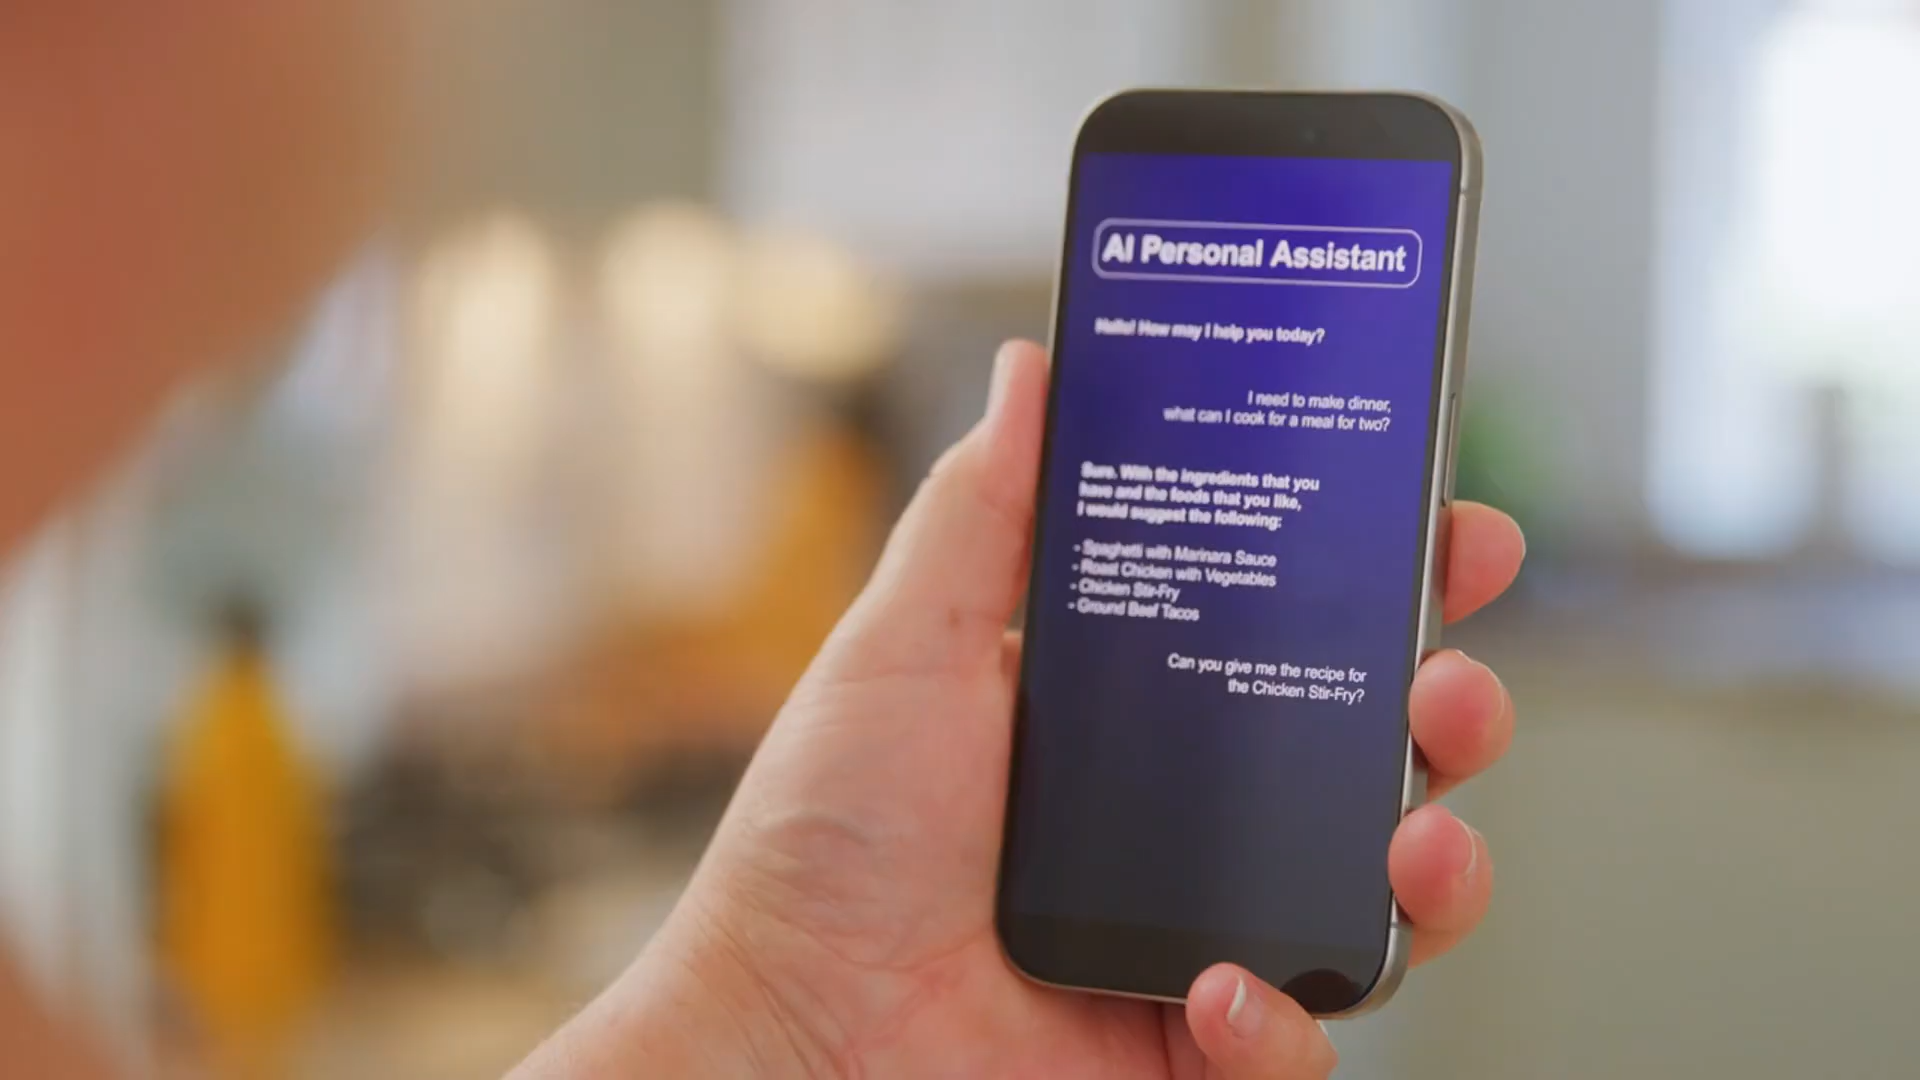 AI Personal Assistant
Hello! How may I help you today?
I need to make dinner,
what can I cook for a meal for two?
Sure. With the ingredients that you
have and the foods that you like,
I would suggest the following:
- Spaghetti with Marinara Sauce
- Roast Chicken with Vegetables
- Chicken Stir-Fry
- Ground Beef Tacos
Can you give me the recipe for
the Chicken Stir-Fry?